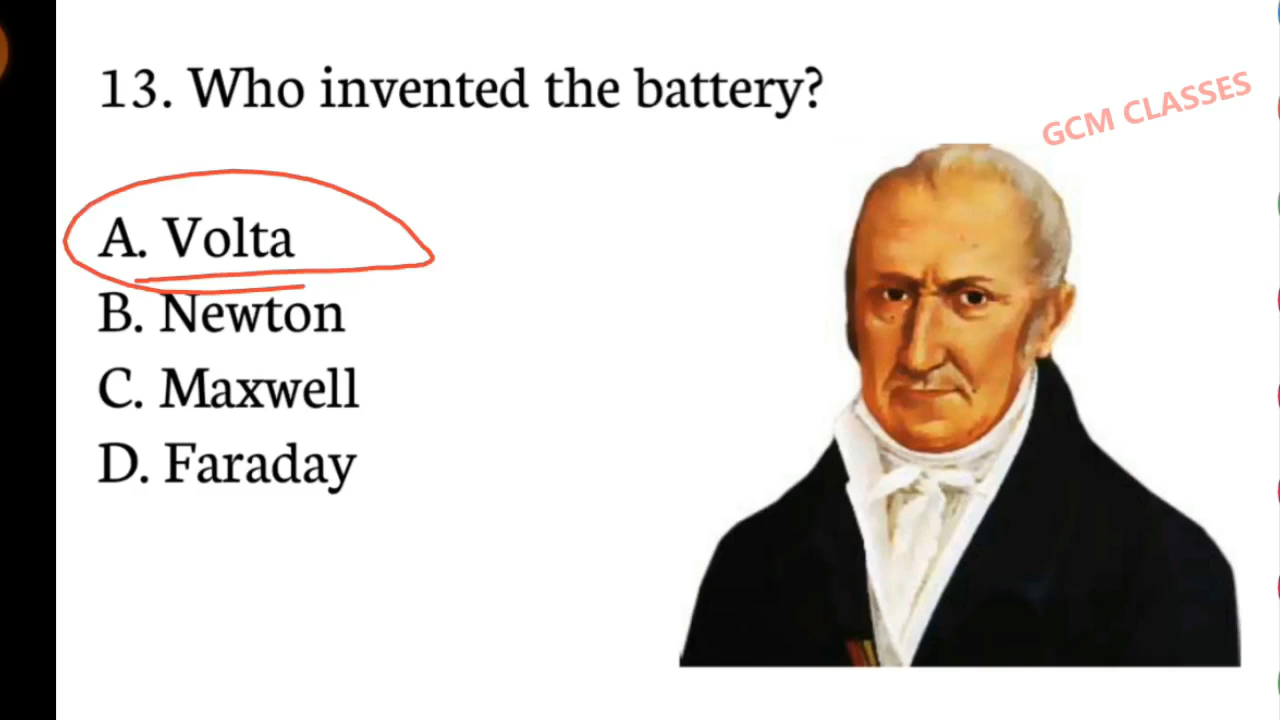 13. Who invented the battery?
GCM CLASSES
A. Volta
B. Newton
C. Maxwell
D. Faraday